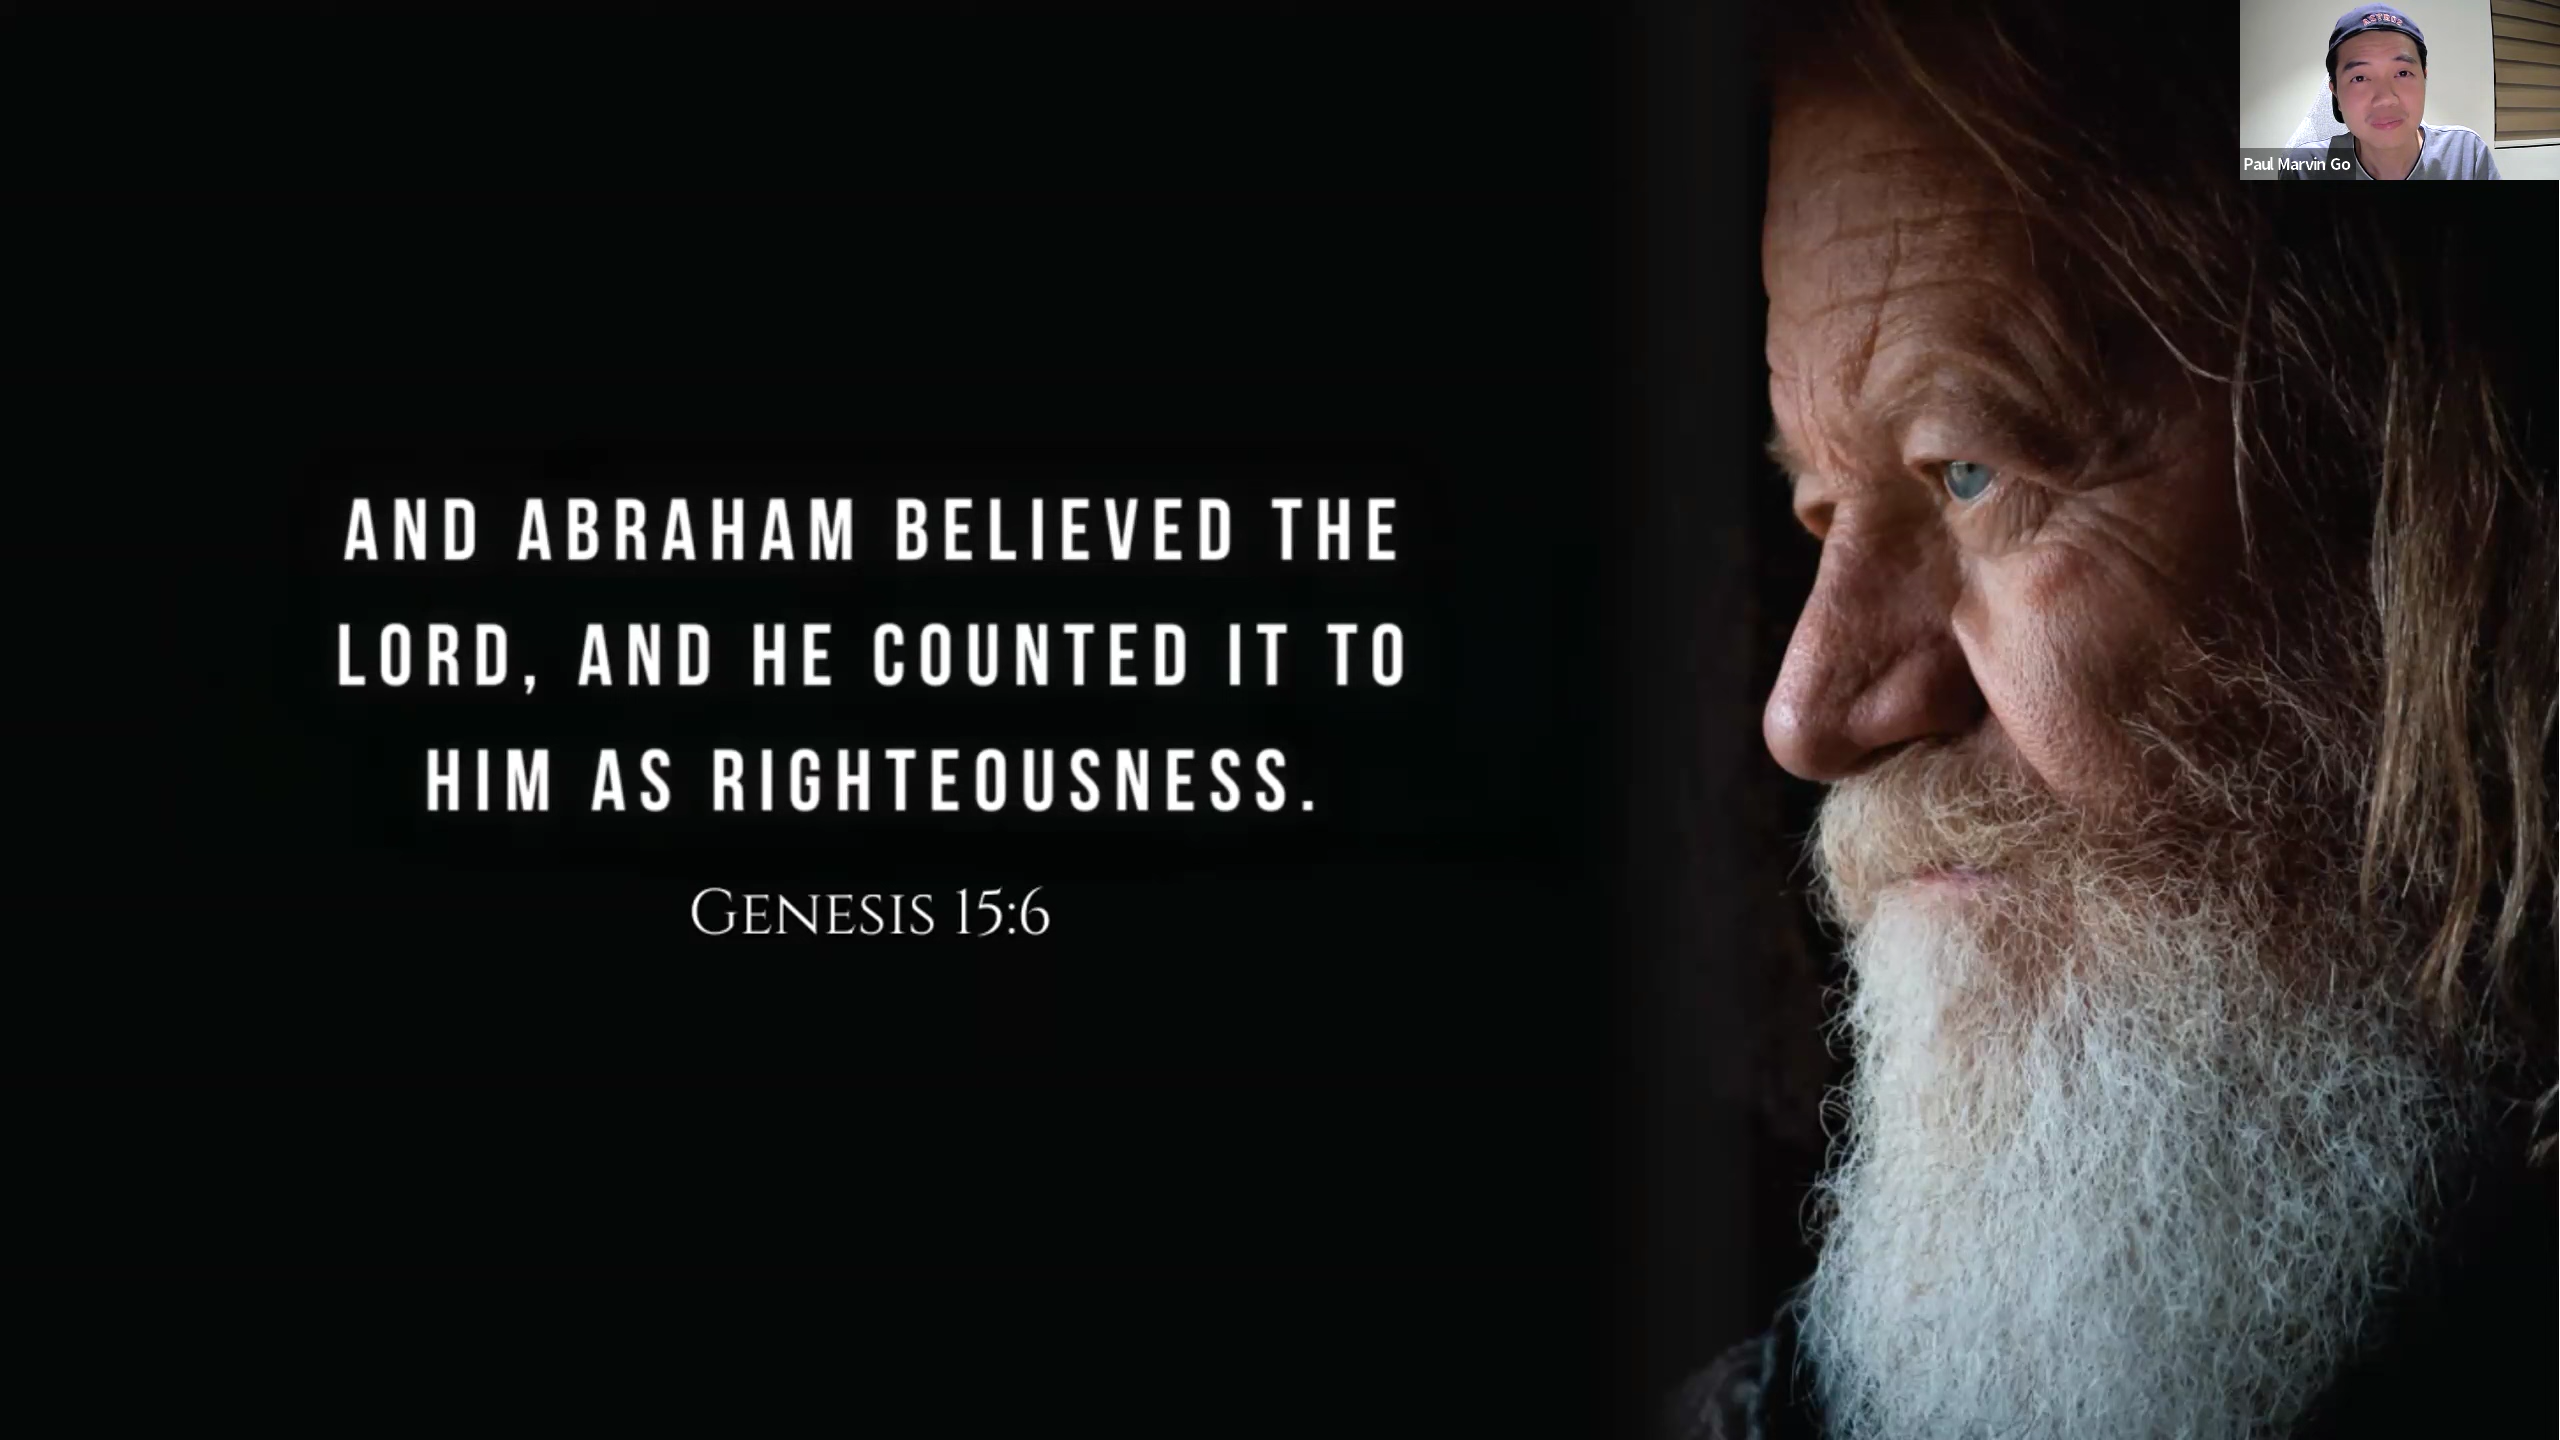 AND ABRAHAM BELIEVED THE
LORD, AND HE COUNTED IT TO
HIM AS RIGHTEOUSNESS.
GENESIS 15:6
ASTROS
Paul Marvin Go